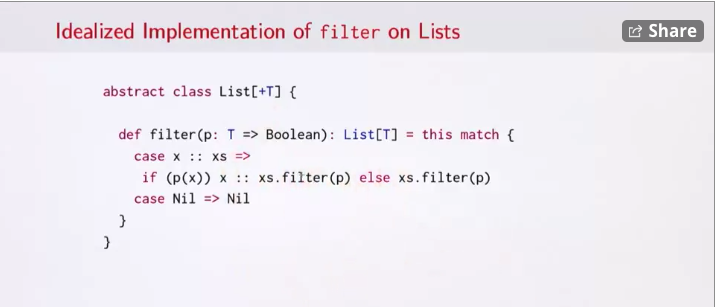 Idealized Implementation of filter on Lists
Share
abstract class List[+T] {
def filter(p: T => Boolean): List[T] = this match {
case x :: xs =>
if (p(x)) x :: xs.filter(p) else xs.filter(p)
case Nil => Nil
}
}